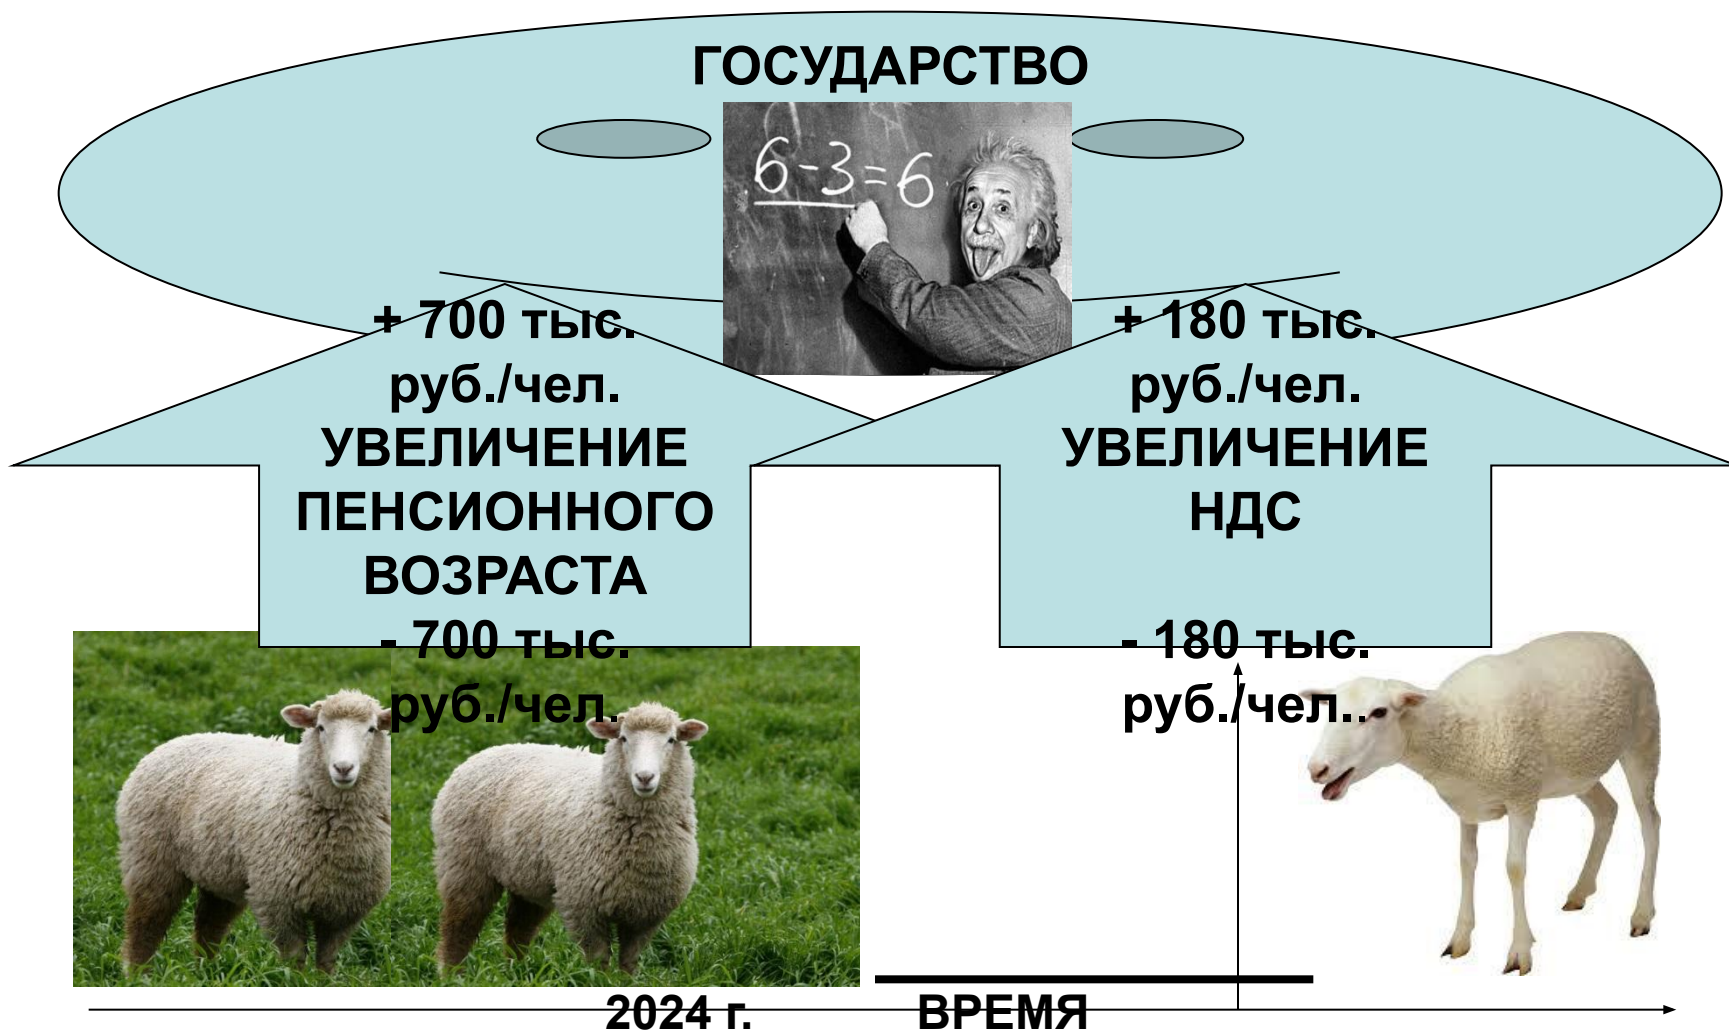 ГОСУДАРСТВО
6-3=6
+ 700 тыс.
руб./чел.
УВЕЛИЧЕНИЕ
ПЕНСИОННОГО
ВОЗРАСТА
- 700 тыс.
руб./чел.
+ 180 тыс.
руб./чел.
УВЕЛИЧЕНИЕ
НДС
- 180 тыс.
руб./чел..
2024 г.
ВРЕМЯ